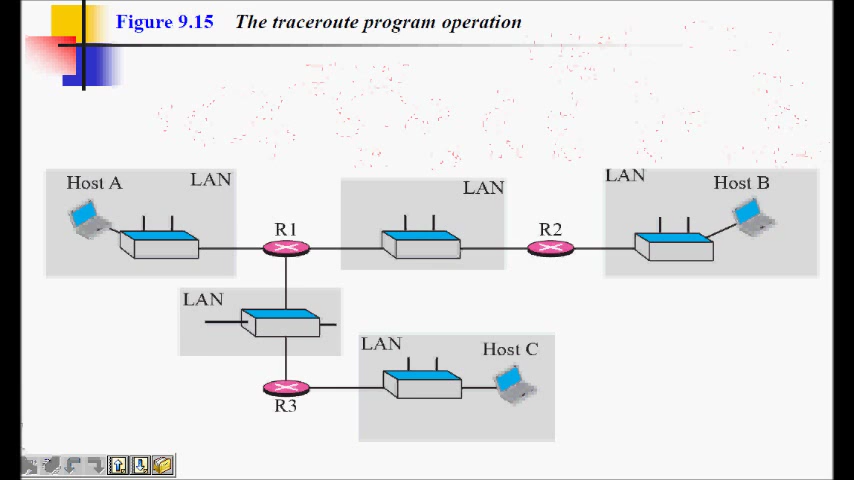 Figure 9.15 The traceroute program operation
Host A
LAN
LAN
LAN
Host B
R1
R2
LAN
LAN
Host C
R3